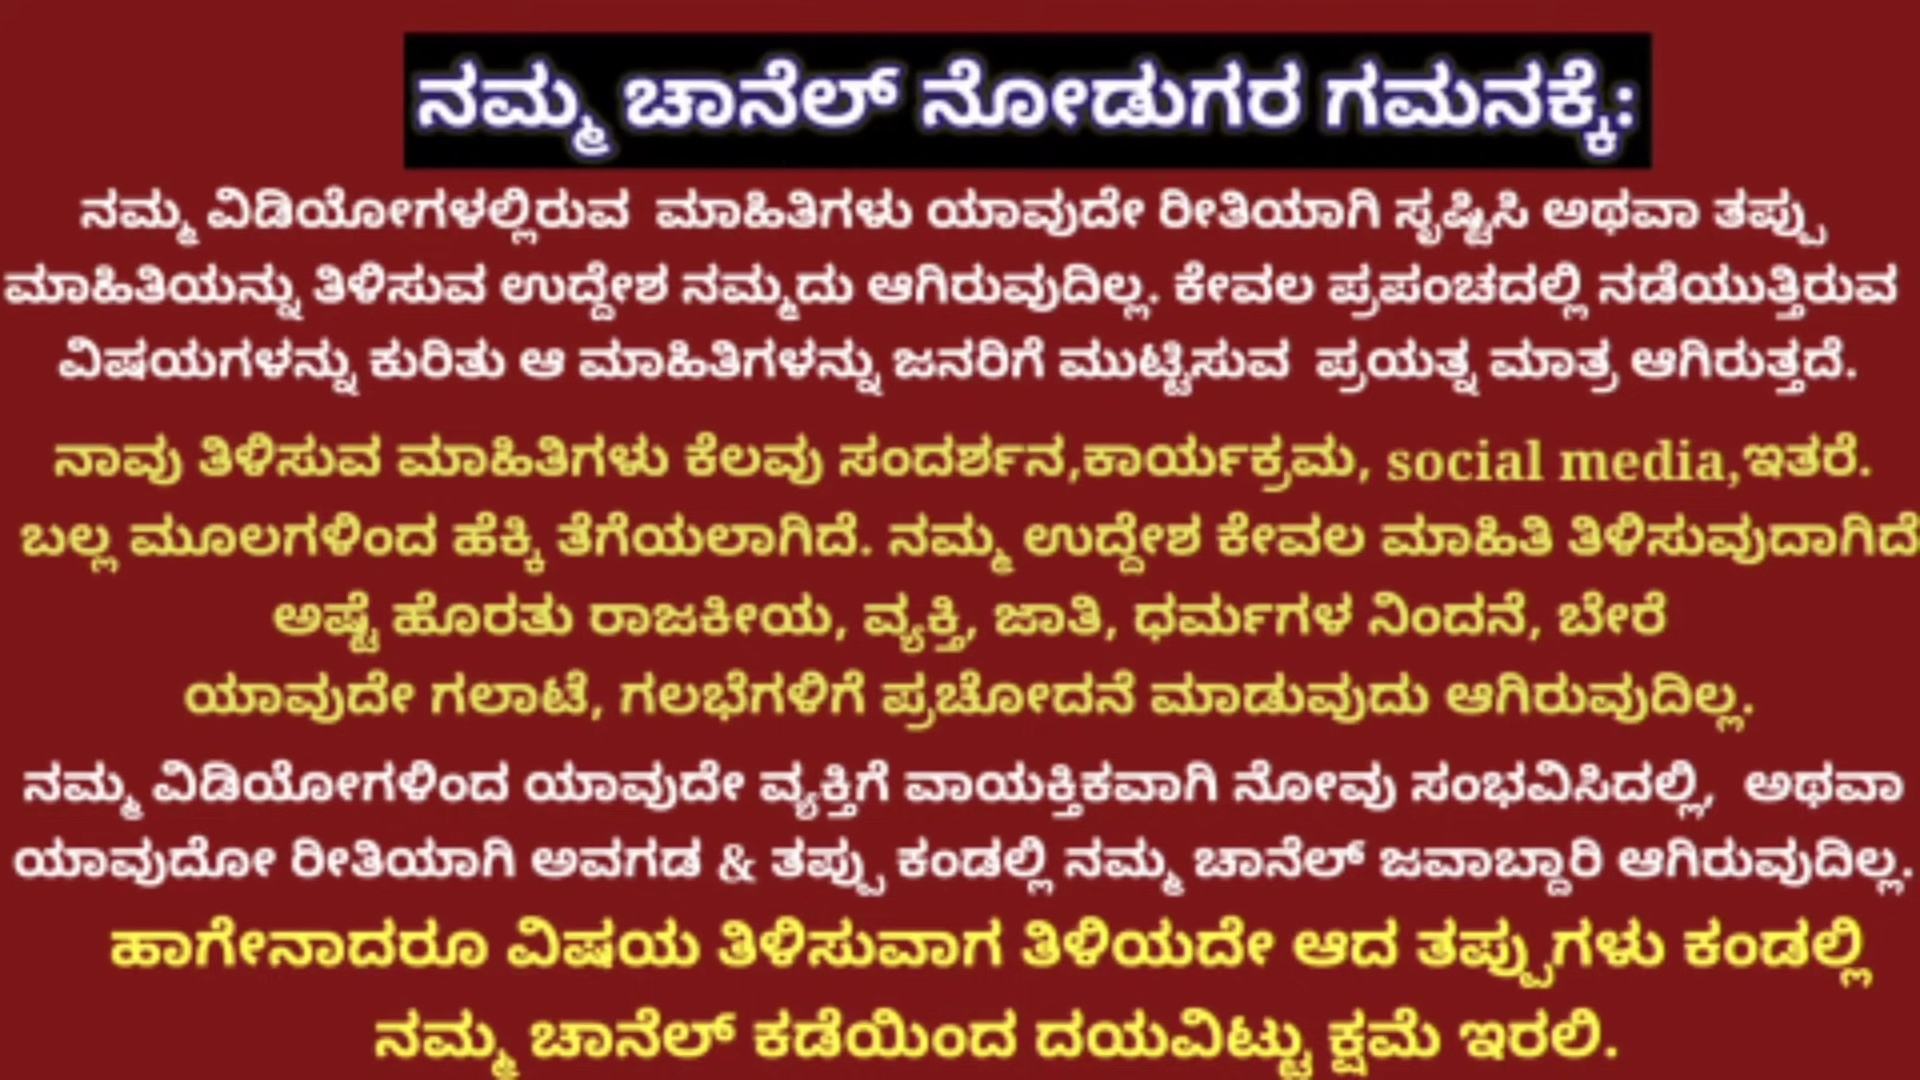 ನಮ್ಮ ಚಾನೆಲ್ ನೋಡುಗರ ಗಮನಕ್ಕೆ:
ನಮ್ಮ ವಿಡಿಯೋಗಳಲ್ಲಿರುವ ಮಾಹಿತಿಗಳು ಯಾವುದೇ ರೀತಿಯಾಗಿ ಸೃಷ್ಟಿಸಿ ಅಥವಾ ತಪ್ಪು
ಮಾಹಿತಿಯನ್ನು ತಿಳಿಸುವ ಉದ್ದೇಶ ನಮ್ಮದು ಆಗಿರುವುದಿಲ್ಲ. ಕೇವಲ ಪ್ರಪಂಚದಲ್ಲಿ ನಡೆಯುತ್ತಿರುವ
ವಿಷಯಗಳನ್ನು ಕುರಿತು ಆ ಮಾಹಿತಿಗಳನ್ನು ಜನರಿಗೆ ಮುಟ್ಟಿಸುವ ಪ್ರಯತ್ನ ಮಾತ್ರ ಆಗಿರುತ್ತದೆ.
ನಾವು ತಿಳಿಸುವ ಮಾಹಿತಿಗಳು ಕೆಲವು ಸಂದರ್ಶನ,ಕಾರ್ಯಕ್ರಮ, social media,ಇತರೆ.
ಬಲ್ಲ ಮೂಲಗಳಿಂದ ಹೆಕ್ಕಿ ತೆಗೆಯಲಾಗಿದೆ. ನಮ್ಮ ಉದ್ದೇಶ ಕೇವಲ ಮಾಹಿತಿ ತಿಳಿಸುವುದಾಗಿದೆ
ಅಷ್ಟೆ ಹೊರತು ರಾಜಕೀಯ, ವ್ಯಕ್ತಿ, ಜಾತಿ, ಧರ್ಮಗಳ ನಿಂದನೆ, ಬೇರೆ
ಯಾವುದೇ ಗಲಾಟೆ, ಗಲಭೆಗಳಿಗೆ ಪ್ರಚೋದನೆ ಮಾಡುವುದು ಆಗಿರುವುದಿಲ್ಲ.
ನಮ್ಮ ವಿಡಿಯೋಗಳಿಂದ ಯಾವುದೇ ವ್ಯಕ್ತಿಗೆ ವಾಯಕ್ತಿಕವಾಗಿ ನೋವು ಸಂಭವಿಸಿದಲ್ಲಿ, ಅಥವಾ
ಯಾವುದೋ ರೀತಿಯಾಗಿ ಅವಗಡ & ತಪ್ಪು ಕಂಡಲ್ಲಿ ನಮ್ಮ ಚಾನೆಲ್ ಜವಾಬ್ದಾರಿ ಆಗಿರುವುದಿಲ್ಲ.
ಹಾಗೇನಾದರೂ ವಿಷಯ ತಿಳಿಸುವಾಗ ತಿಳಿಯದೇ ಆದ ತಪ್ಪುಗಳು ಕಂಡಲ್ಲಿ
ನಮ್ಮ ಚಾನೆಲ್ ಕಡೆಯಿಂದ ದಯವಿಟ್ಟು ಕ್ಷಮೆ ಇರಲಿ.